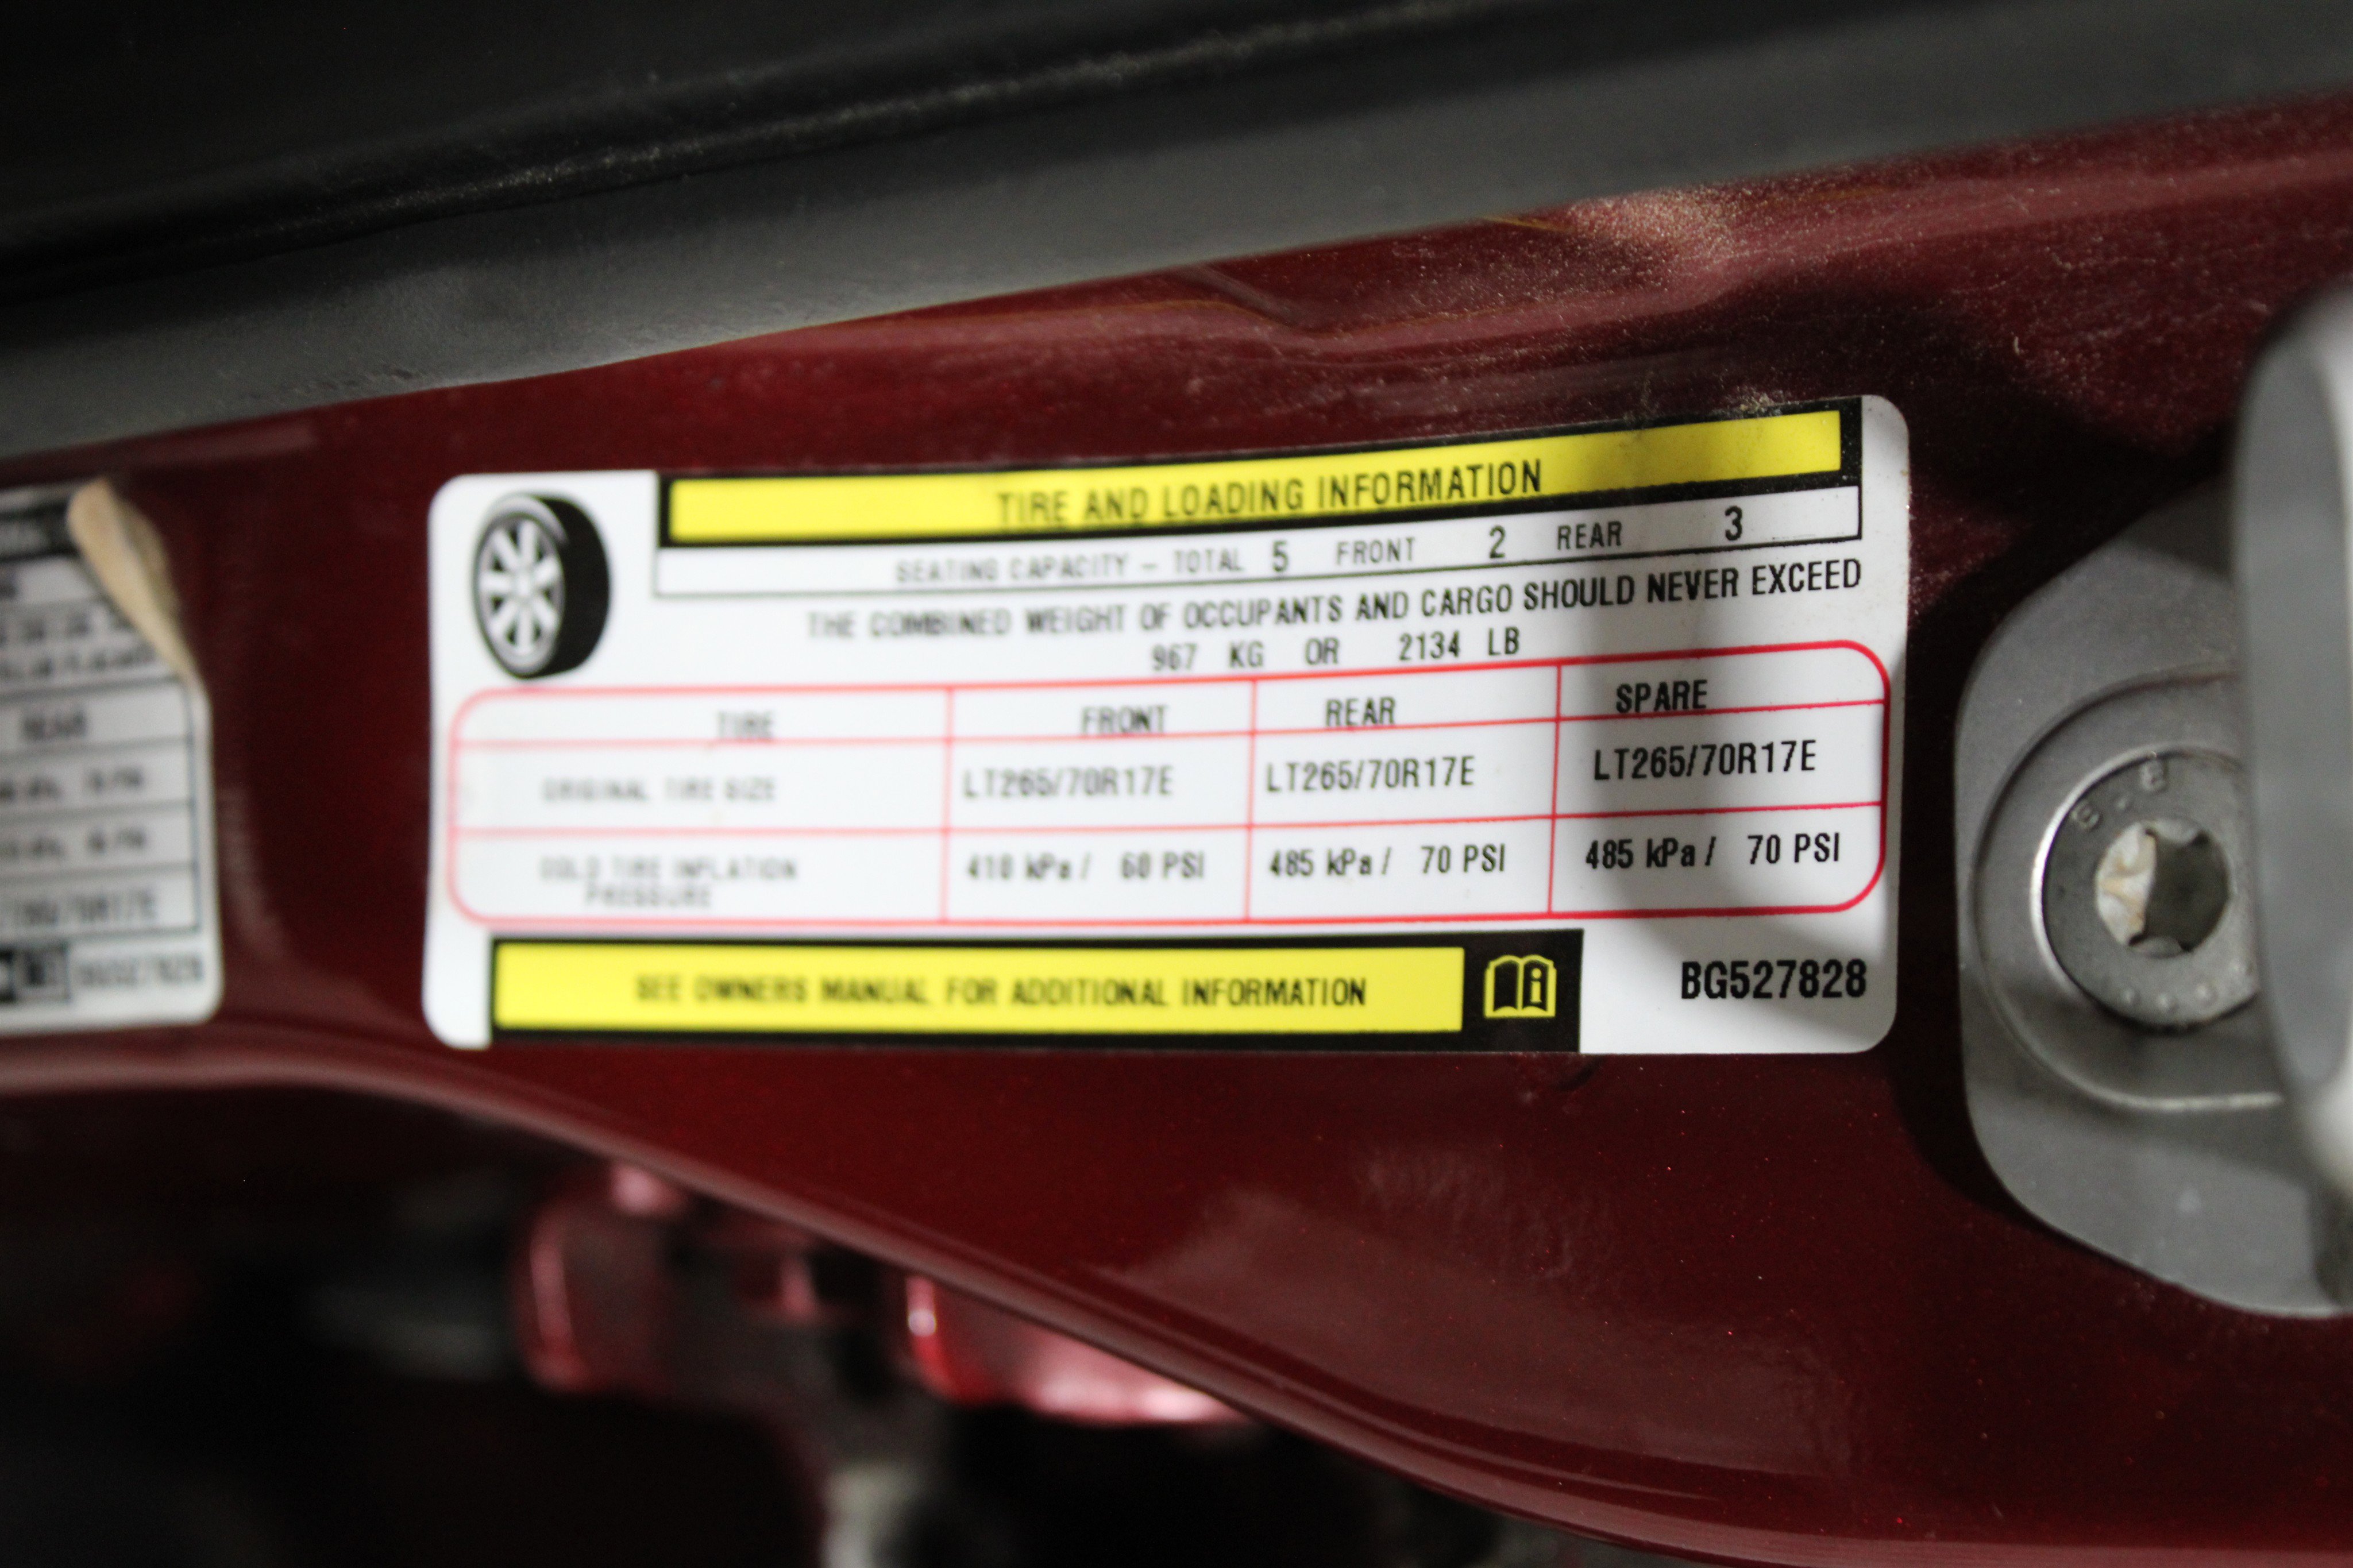 TIRE AND LOADING INFORMATION
SEATING CAPACITY – TOTAL 5 FRONT 2 REAR 3
THE COMBINED WEIGHT OF OCCUPANTS AND CARGO SHOULD NEVER EXCEED
967 KG OR 2134 LB
TIRE FRONT REAR SPARE
ORIGINAL TIRE SIZE LT265/70R17E LT265/70R17E LT265/70R17E
COLD TIRE INFLATION
PRESSURE 410 kPa / 60 PSI 485 kPa / 70 PSI 485 kPa / 70 PSI
SEE OWNERS MANUAL FOR ADDITIONAL INFORMATION
BG527828
REAR